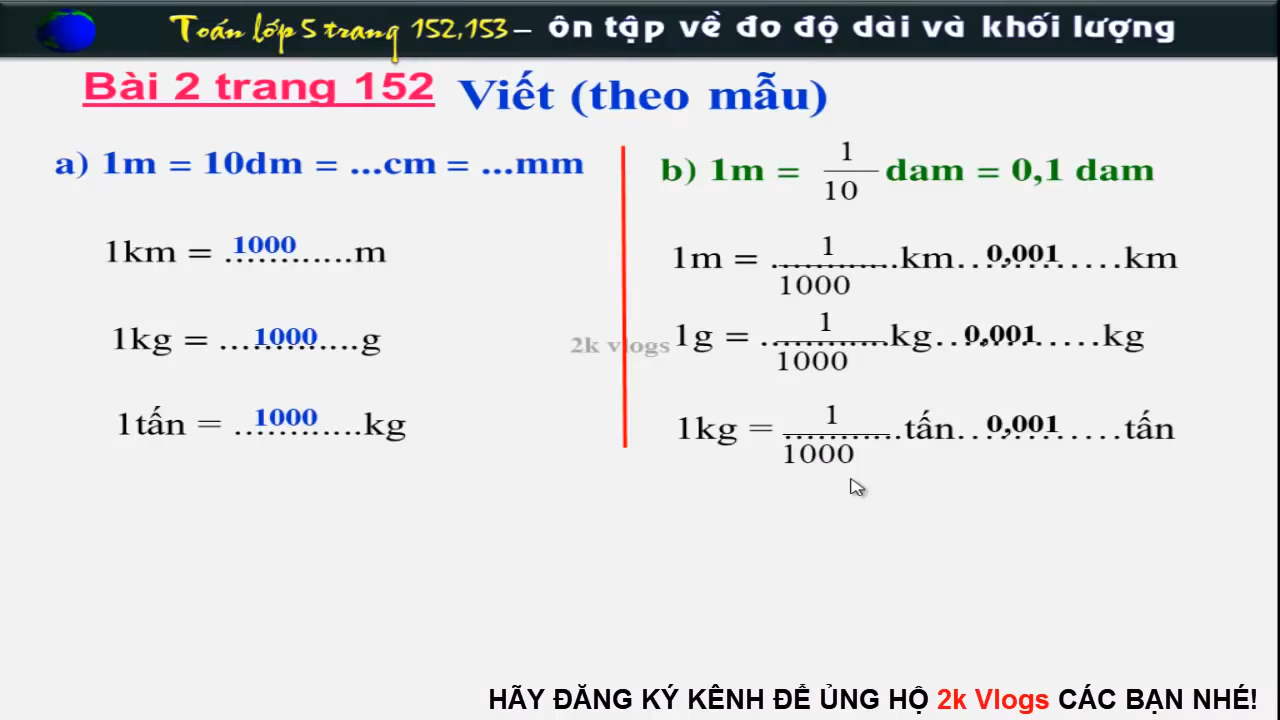 Toán lớp 5 trang 152,153 – ôn tập về đo độ dài và khối lượng
Bài 2 trang 152 Viết (theo mẫu)
a) 1m = 10dm = ...cm = ...mm
1km = ....1000....m
1kg = ....1000....g
1tấn = ....1000....kg
b) 1m = 1/10 dam = 0,1 dam
1m = 1/1000 km....0,001....km
1g = 1/1000 kg....0,001....kg
1kg = 1/1000 tấn....0,001....tấn
2k vlogs
HÃY ĐĂNG KÝ KÊNH ĐỂ ỦNG HỘ 2k Vlogs CÁC BẠN NHÉ!